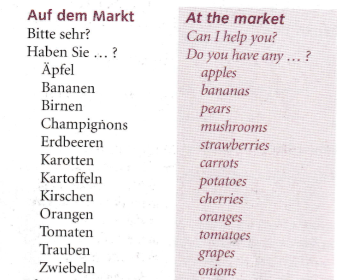 Auf dem Markt
Bitte sehr?
Haben Sie … ?
Äpfel
Bananen
Birnen
Champignons
Erdbeeren
Karotten
Kartoffeln
Kirschen
Orangen
Tomaten
Trauben
Zwiebeln
At the market
Can I help you?
Do you have any … ?
apples
bananas
pears
mushrooms
strawberries
carrots
potatoes
cherries
oranges
tomatoes
grapes
onions